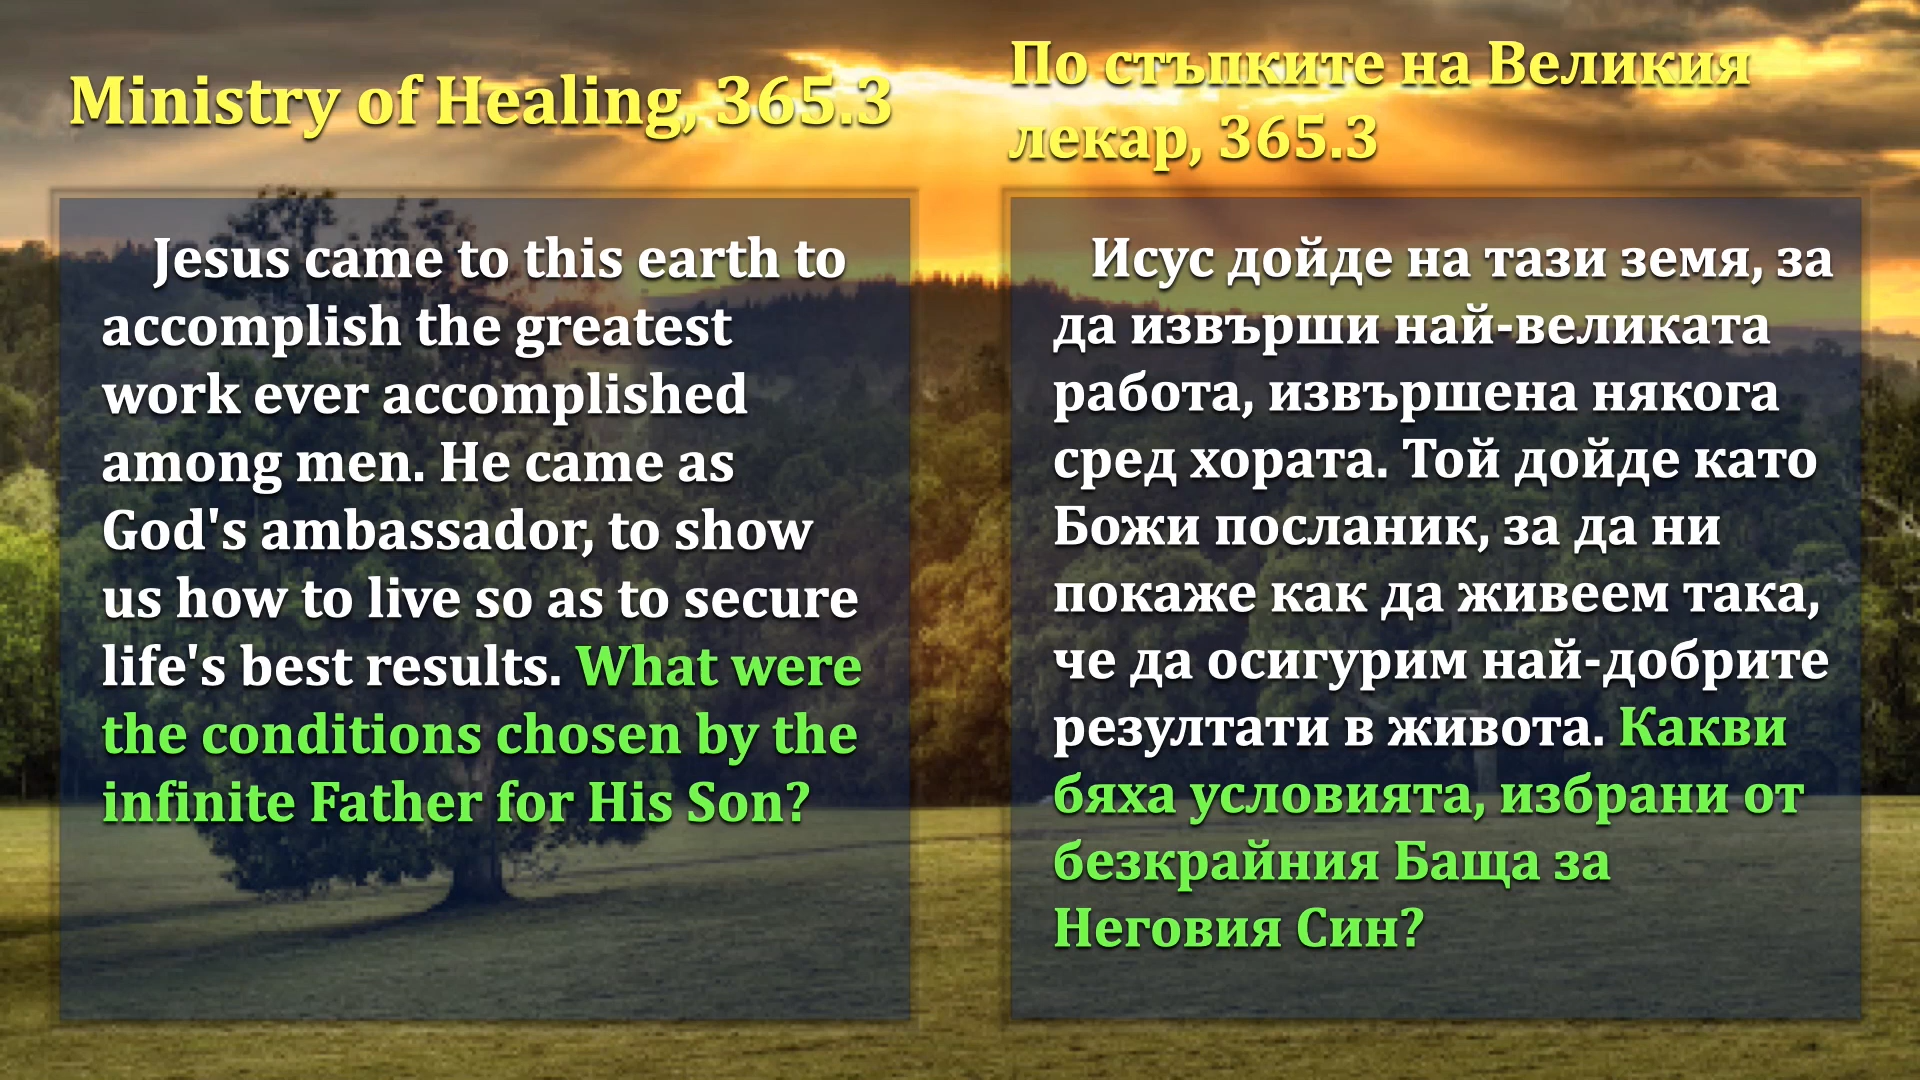 Ministry of Healing, 365.3
Jesus came to this earth to
accomplish the greatest
work ever accomplished
among men. He came as
God's ambassador, to show
us how to live so as to secure
life's best results. What were
the conditions chosen by the
infinite Father for His Son?
По стъпките на Великия
лекар, 365.3
Исус дойде на тази земя, за
да извърши най-великата
работа, извършена някога
сред хората. Той дойде като
Божи посланик, за да ни
покаже как да живеем така,
че да осигурим най-добрите
резултати в живота. Какви
бяха условията, избрани от
безкрайния Баща за
Неговия Син?